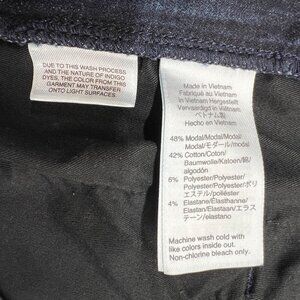 DUE TO THIS WASH PROCESS
AND THE NATURE OF INDIGO
DYES, THE COLOR FROM THIS
GARMENT MAY TRANSFER
ONTO LIGHT SURFACES
Made in Vietnam/
Fabriqué au Vietnam
in Vietnam Hergestellt
Vervaardigd in Vietnam
ベトナム製/
Hecho en Vietnam
48% Modal/Modal/Modal/
Modal/モダール/modal
42% Cotton/Coton/
Baumwolle/Katoen/綿/
algodón
6% Polyester/Polyester/
Polyester/Polyester/ポリ
エステル/poliéster
4% Elastane/Elasthanne/
Elastan/Elastaan/エラス
テーン/elastano
Machine wash cold with
like colors inside out.
Non-chlorine bleach only.